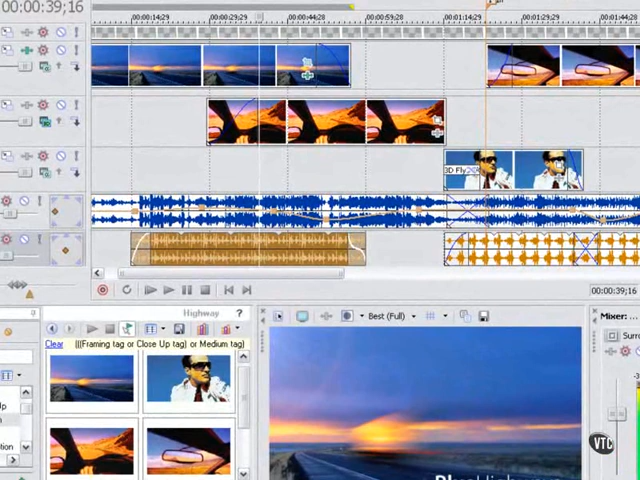 00:00:39;16
00:00:14;29
00:00:29;29
00:00:44;28
00:00:59;28
00:01:14;29
00:01:29;29
00:01:44;29
3D Fly
00:00:39;16
Highway
?
Clear
(((Framing tag or Close Up tag) or Medium tag)
Best (Full)
Mixer: ...
Surro
VTC